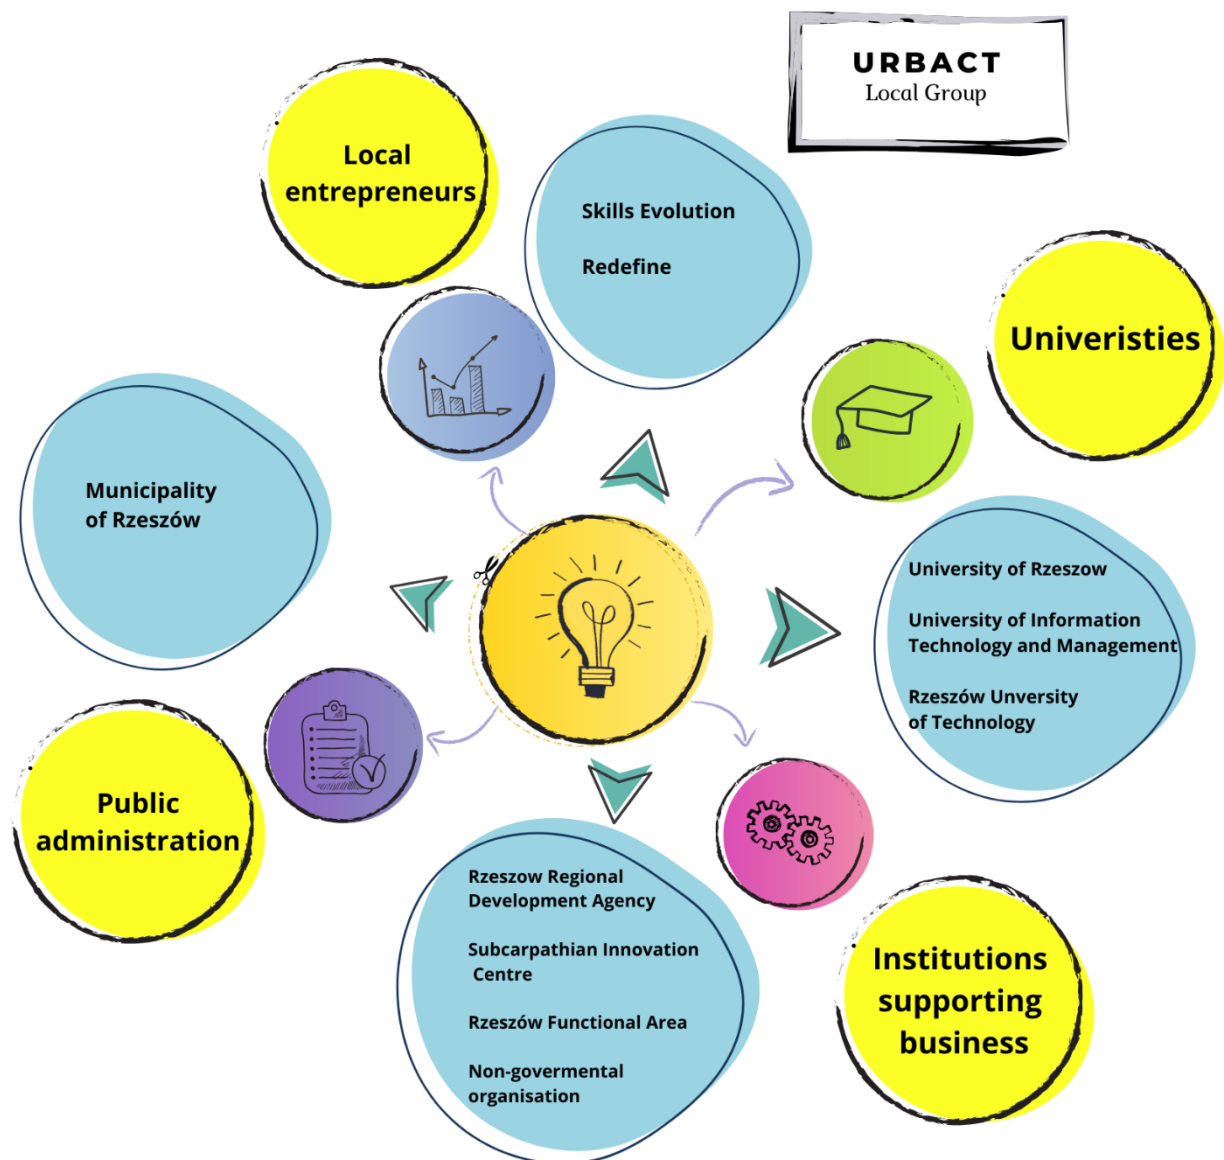 URBACT
Local Group
Local
entrepreneurs
Skills Evolution
Redefine
Univeristies
University of Rzeszow
University of Information
Technology and Management
Rzeszów Unversity
of Technology
Municipality
of Rzeszów
Public
administration
Rzeszow Regional
Development Agency
Subcarpathian Innovation
Centre
Rzeszów Functional Area
Non-govermental
organisation
Institutions
supporting
business